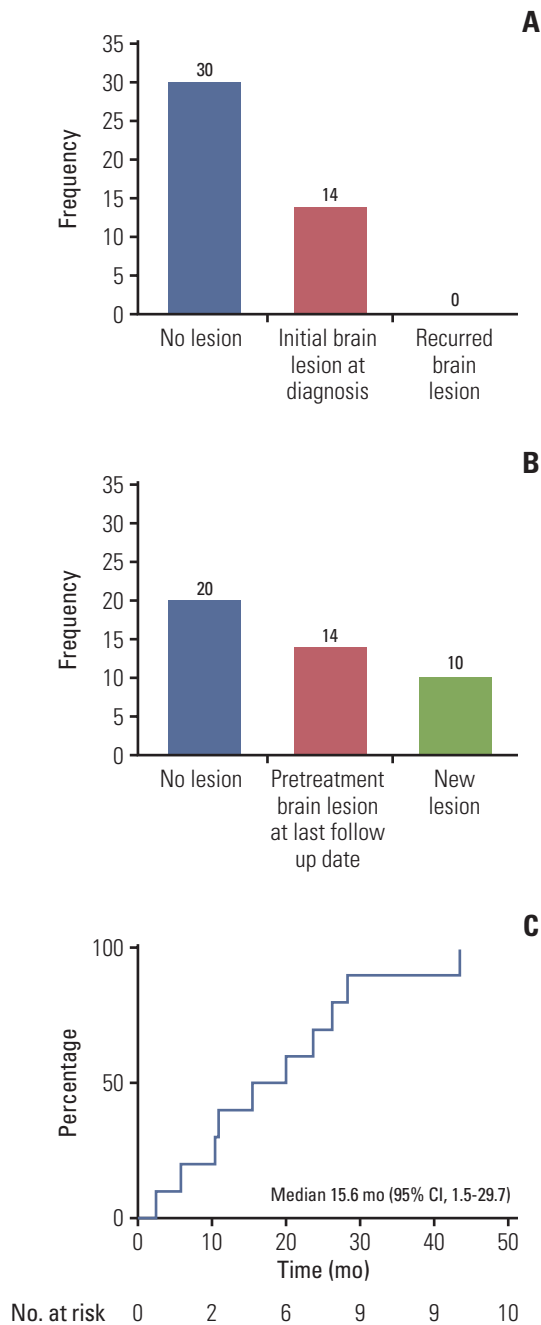 A
35
30
25
20
15
10
5
0
Frequency
30
14
0
No lesion
Initial brain
lesion at
diagnosis
Recurred
brain
lesion
B
35
30
25
20
15
10
5
0
Frequency
20
14
10
No lesion
Pretreatment
brain lesion
at last follow
up date
New
lesion
C
100
50
0
Percentage
Median 15.6 mo (95% CI, 1.5-29.7)
0 10 20 30 40 50
Time (mo)
No. at risk 0 2 6 9 9 10